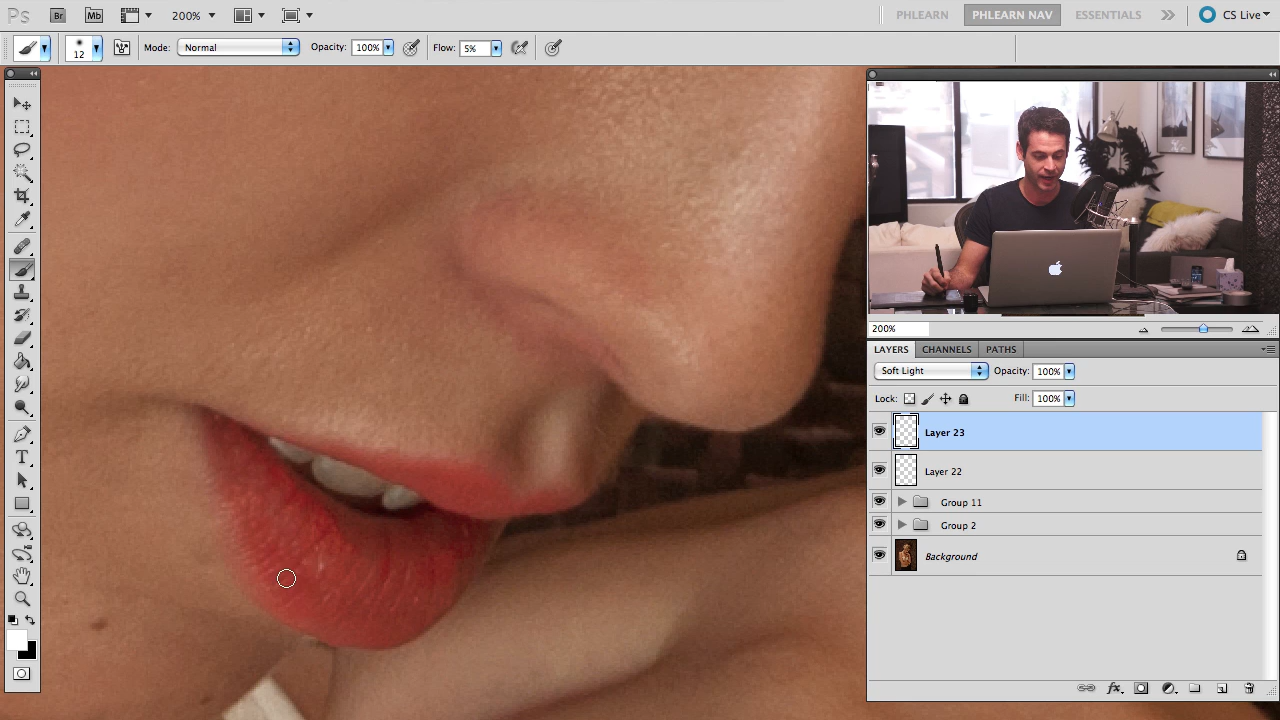 Ps Br Mb 200% PHLEARN PHLEARN NAV ESSENTIALS CS Live
12 Mode: Normal Opacity: 100% Flow: 5%
200%
LAYERS CHANNELS PATHS
Soft Light Opacity: 100%
Lock: Fill: 100%
Layer 23
Layer 22
Group 11
Group 2
Background
fx